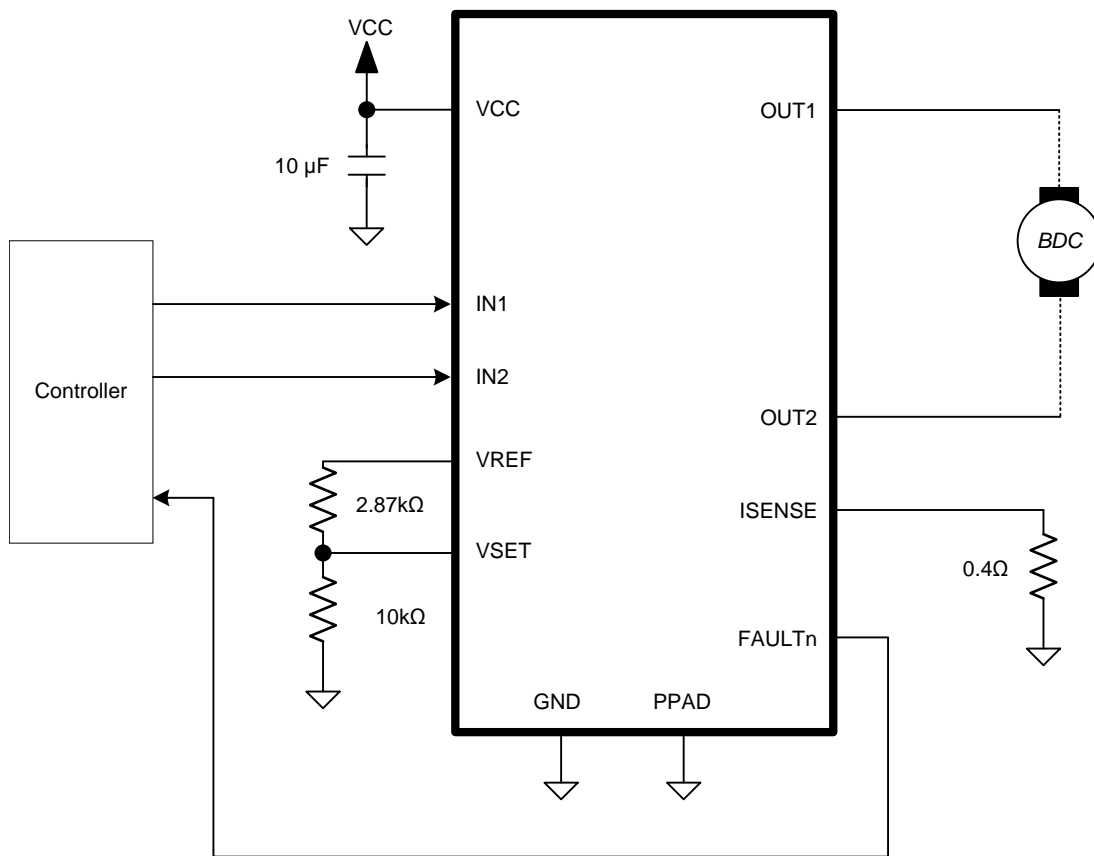 VCC
VCC
OUT1
10 µF
BDC
IN1
Controller
IN2
OUT2
VREF
2.87kΩ
ISENSE
VSET
0.4Ω
10kΩ
FAULTn
GND
PPAD